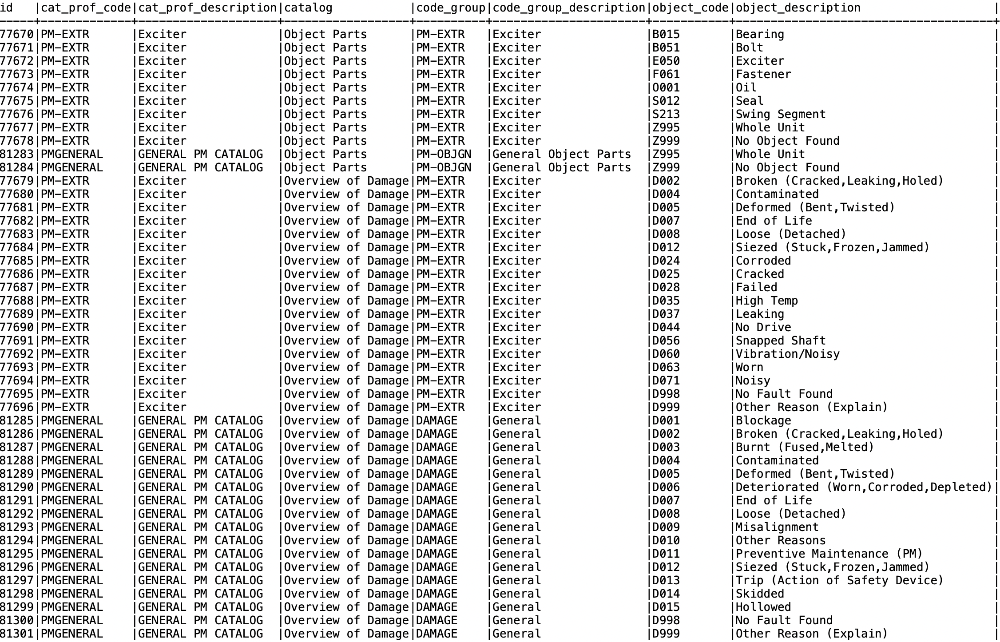 id   |cat_prof_code|cat_prof_description|catalog           |code_group|code_group_description|object_code|object_description                   |
-----+-------------+--------------------+------------------+----------+----------------------+-----------+-------------------------------------+
77670|PM-EXTR      |Exciter             |Object Parts      |PM-EXTR   |Exciter               |B015       |Bearing                              |
77671|PM-EXTR      |Exciter             |Object Parts      |PM-EXTR   |Exciter               |B051       |Bolt                                 |
77672|PM-EXTR      |Exciter             |Object Parts      |PM-EXTR   |Exciter               |E050       |Exciter                              |
77673|PM-EXTR      |Exciter             |Object Parts      |PM-EXTR   |Exciter               |F061       |Fastener                             |
77674|PM-EXTR      |Exciter             |Object Parts      |PM-EXTR   |Exciter               |O001       |Oil                                  |
77675|PM-EXTR      |Exciter             |Object Parts      |PM-EXTR   |Exciter               |S012       |Seal                                 |
77676|PM-EXTR      |Exciter             |Object Parts      |PM-EXTR   |Exciter               |S213       |Swing Segment                        |
77677|PM-EXTR      |Exciter             |Object Parts      |PM-EXTR   |Exciter               |Z995       |Whole Unit                           |
77678|PM-EXTR      |Exciter             |Object Parts      |PM-EXTR   |Exciter               |Z999       |No Object Found                      |
81283|PMGENERAL    |GENERAL PM CATALOG  |Object Parts      |PM-OBJGN  |General Object Parts  |Z995       |Whole Unit                           |
81284|PMGENERAL    |GENERAL PM CATALOG  |Object Parts      |PM-OBJGN  |General Object Parts  |Z999       |No Object Found                      |
77679|PM-EXTR      |Exciter             |Overview of Damage|PM-EXTR   |Exciter               |D002       |Broken (Cracked,Leaking,Holed)       |
77680|PM-EXTR      |Exciter             |Overview of Damage|PM-EXTR   |Exciter               |D004       |Contaminated                         |
77681|PM-EXTR      |Exciter             |Overview of Damage|PM-EXTR   |Exciter               |D005       |Deformed (Bent,Twisted)              |
77682|PM-EXTR      |Exciter             |Overview of Damage|PM-EXTR   |Exciter               |D007       |End of Life                          |
77683|PM-EXTR      |Exciter             |Overview of Damage|PM-EXTR   |Exciter               |D008       |Loose (Detached)                     |
77684|PM-EXTR      |Exciter             |Overview of Damage|PM-EXTR   |Exciter               |D012       |Siezed (Stuck,Frozen,Jammed)         |
77685|PM-EXTR      |Exciter             |Overview of Damage|PM-EXTR   |Exciter               |D024       |Corroded                             |
77686|PM-EXTR      |Exciter             |Overview of Damage|PM-EXTR   |Exciter               |D025       |Cracked                              |
77687|PM-EXTR      |Exciter             |Overview of Damage|PM-EXTR   |Exciter               |D028       |Failed                               |
77688|PM-EXTR      |Exciter             |Overview of Damage|PM-EXTR   |Exciter               |D035       |High Temp                            |
77689|PM-EXTR      |Exciter             |Overview of Damage|PM-EXTR   |Exciter               |D037       |Leaking                              |
77690|PM-EXTR      |Exciter             |Overview of Damage|PM-EXTR   |Exciter               |D044       |No Drive                             |
77691|PM-EXTR      |Exciter             |Overview of Damage|PM-EXTR   |Exciter               |D056       |Snapped Shaft                        |
77692|PM-EXTR      |Exciter             |Overview of Damage|PM-EXTR   |Exciter               |D060       |Vibration/Noisy                      |
77693|PM-EXTR      |Exciter             |Overview of Damage|PM-EXTR   |Exciter               |D063       |Worn                                 |
77694|PM-EXTR      |Exciter             |Overview of Damage|PM-EXTR   |Exciter               |D071       |Noisy                                |
77695|PM-EXTR      |Exciter             |Overview of Damage|PM-EXTR   |Exciter               |D998       |No Fault Found                       |
77696|PM-EXTR      |Exciter             |Overview of Damage|PM-EXTR   |Exciter               |D999       |Other Reason (Explain)               |
81285|PMGENERAL    |GENERAL PM CATALOG  |Overview of Damage|DAMAGE    |General               |D001       |Blockage                             |
81286|PMGENERAL    |GENERAL PM CATALOG  |Overview of Damage|DAMAGE    |General               |D002       |Broken (Cracked,Leaking,Holed)       |
81287|PMGENERAL    |GENERAL PM CATALOG  |Overview of Damage|DAMAGE    |General               |D003       |Burnt (Fused,Melted)                 |
81288|PMGENERAL    |GENERAL PM CATALOG  |Overview of Damage|DAMAGE    |General               |D004       |Contaminated                         |
81289|PMGENERAL    |GENERAL PM CATALOG  |Overview of Damage|DAMAGE    |General               |D005       |Deformed (Bent,Twisted)              |
81290|PMGENERAL    |GENERAL PM CATALOG  |Overview of Damage|DAMAGE    |General               |D006       |Deteriorated (Worn,Corroded,Depleted)|
81291|PMGENERAL    |GENERAL PM CATALOG  |Overview of Damage|DAMAGE    |General               |D007       |End of Life                          |
81292|PMGENERAL    |GENERAL PM CATALOG  |Overview of Damage|DAMAGE    |General               |D008       |Loose (Detached)                     |
81293|PMGENERAL    |GENERAL PM CATALOG  |Overview of Damage|DAMAGE    |General               |D009       |Misalignment                         |
81294|PMGENERAL    |GENERAL PM CATALOG  |Overview of Damage|DAMAGE    |General               |D010       |Other Reasons                        |
81295|PMGENERAL    |GENERAL PM CATALOG  |Overview of Damage|DAMAGE    |General               |D011       |Preventive Maintenance (PM)          |
81296|PMGENERAL    |GENERAL PM CATALOG  |Overview of Damage|DAMAGE    |General               |D012       |Siezed (Stuck,Frozen,Jammed)         |
81297|PMGENERAL    |GENERAL PM CATALOG  |Overview of Damage|DAMAGE    |General               |D013       |Trip (Action of Safety Device)       |
81298|PMGENERAL    |GENERAL PM CATALOG  |Overview of Damage|DAMAGE    |General               |D014       |Skidded                              |
81299|PMGENERAL    |GENERAL PM CATALOG  |Overview of Damage|DAMAGE    |General               |D015       |Hollowed                             |
81300|PMGENERAL    |GENERAL PM CATALOG  |Overview of Damage|DAMAGE    |General               |D998       |No Fault Found                       |
81301|PMGENERAL    |GENERAL PM CATALOG  |Overview of Damage|DAMAGE    |General               |D999       |Other Reason (Explain)               |